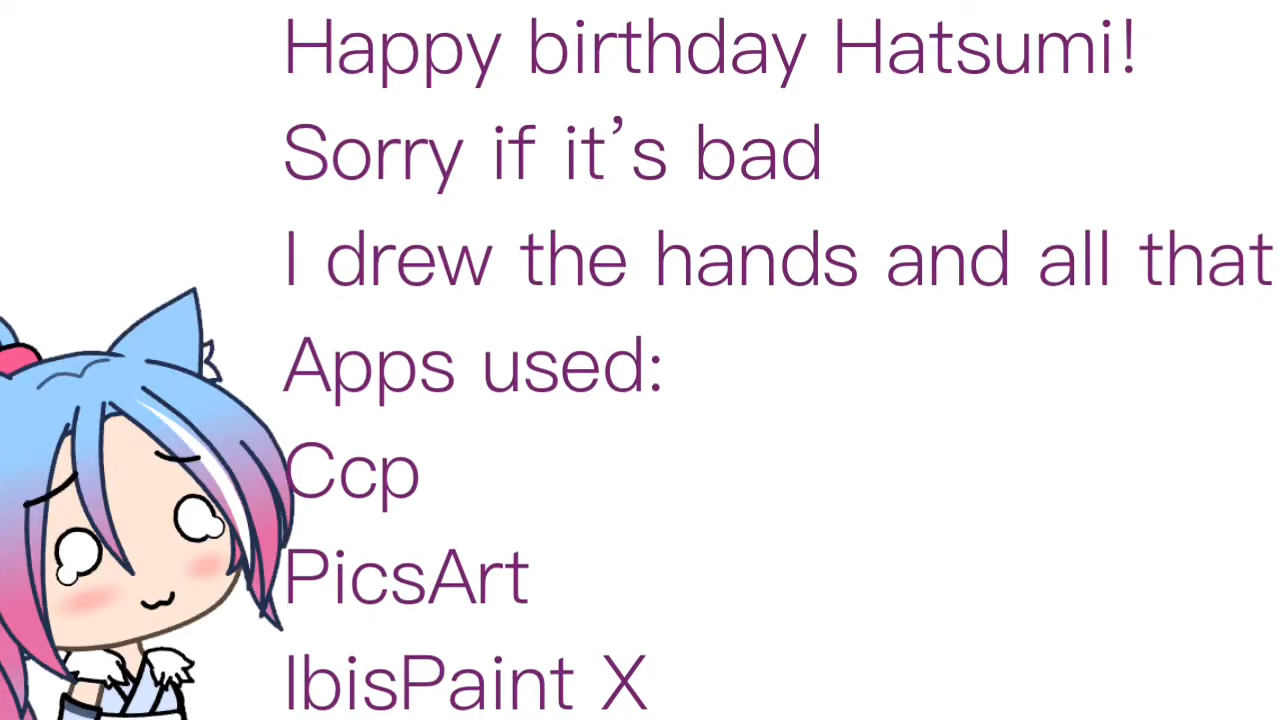 Happy birthday Hatsumi!
Sorry if it’s bad
I drew the hands and all that
Apps used:
Ccp
PicsArt
IbisPaint X